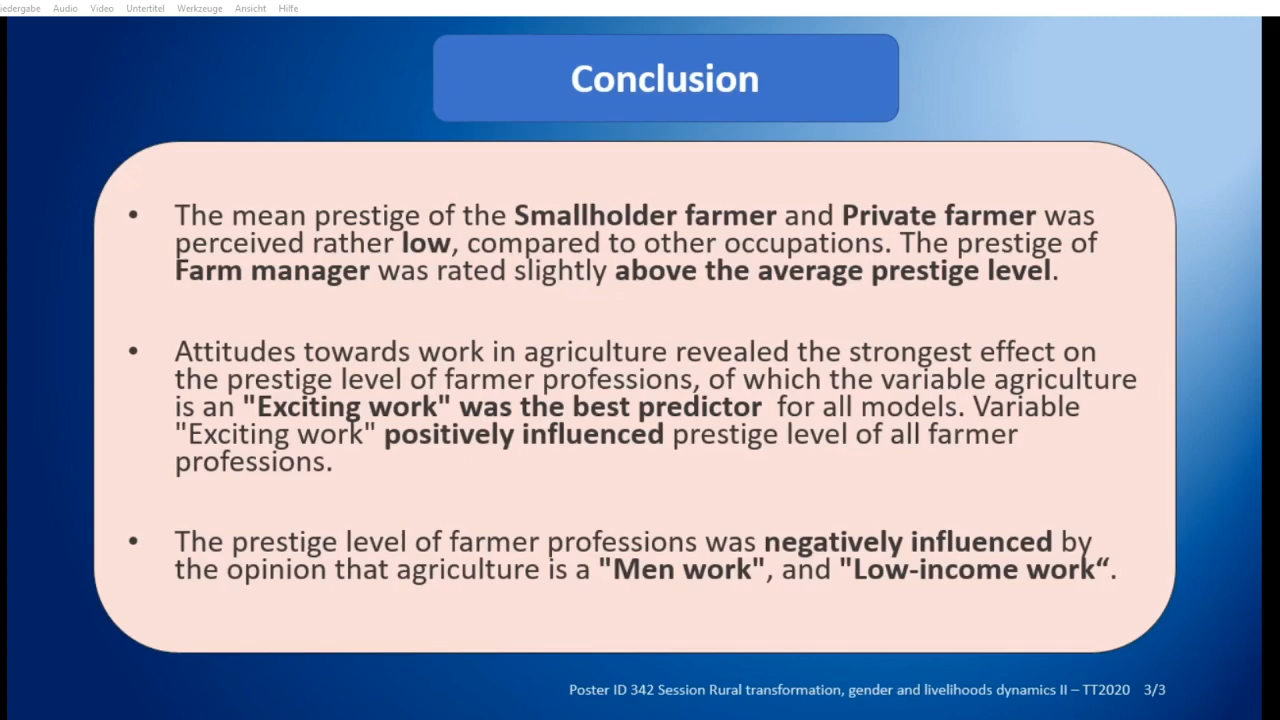 iedergabe Audio Video Untertitel Werkzeuge Ansicht Hilfe
Conclusion
• The mean prestige of the Smallholder farmer and Private farmer was
perceived rather low, compared to other occupations. The prestige of
Farm manager was rated slightly above the average prestige level.
• Attitudes towards work in agriculture revealed the strongest effect on
the prestige level of farmer professions, of which the variable agriculture
is an "Exciting work" was the best predictor for all models. Variable
"Exciting work" positively influenced prestige level of all farmer
professions.
• The prestige level of farmer professions was negatively influenced by
the opinion that agriculture is a "Men work", and "Low-income work“.
Poster ID 342 Session Rural transformation, gender and livelihoods dynamics II – TT2020 3/3